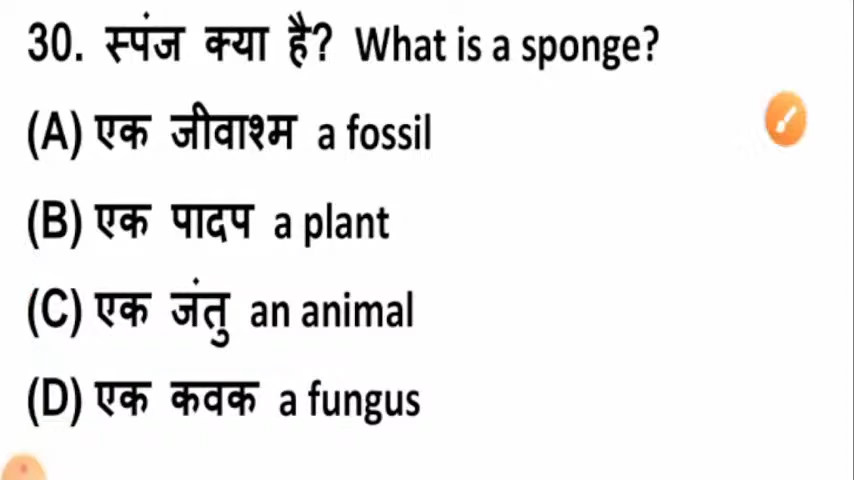 30. स्पंज क्या है? What is a sponge?
(A) एक जीवाश्म a fossil
(B) एक पादप a plant
(C) एक जंतु an animal
(D) एक कवक a fungus